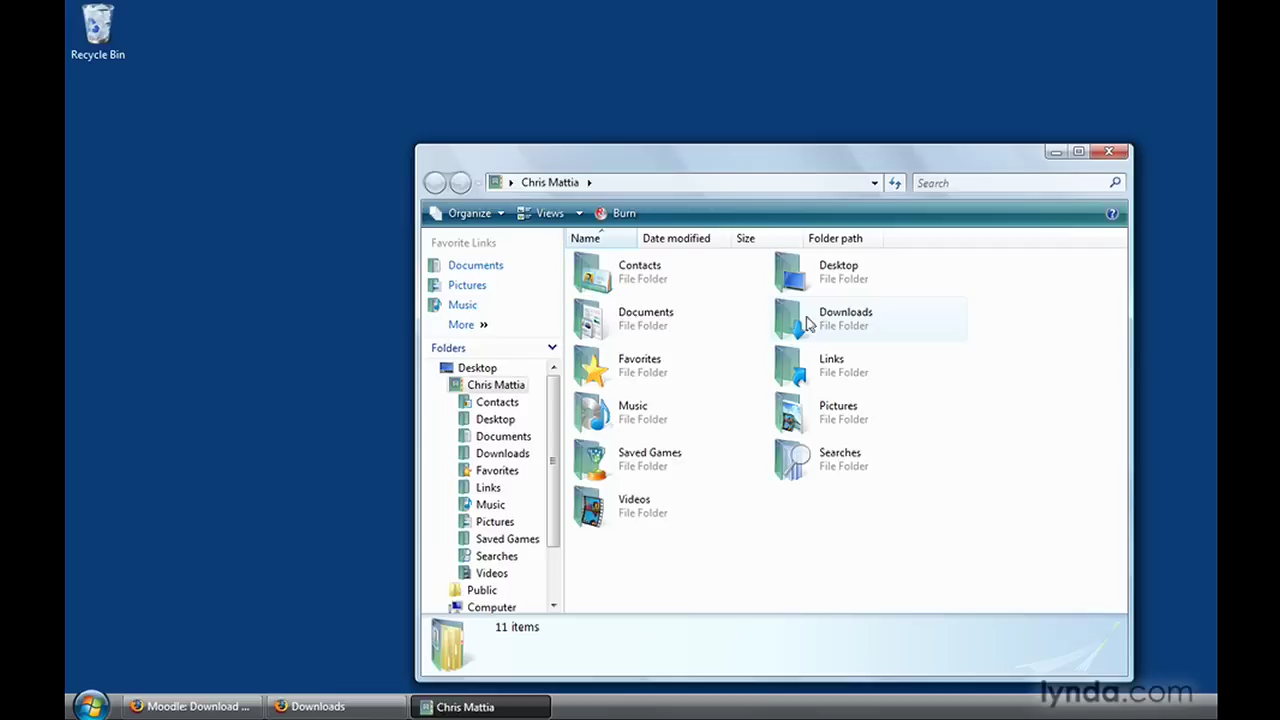 Recycle Bin
Chris Mattia
Search
Organize Views Burn
Favorite Links
Documents
Pictures
Music
More »
Folders
Desktop
Chris Mattia
Contacts
Desktop
Documents
Downloads
Favorites
Links
Music
Pictures
Saved Games
Searches
Videos
Public
Computer
Name Date modified Size Folder path
Contacts
File Folder
Desktop
File Folder
Documents
File Folder
Downloads
File Folder
Favorites
File Folder
Links
File Folder
Music
File Folder
Pictures
File Folder
Saved Games
File Folder
Searches
File Folder
Videos
File Folder
11 items
lynda.com
Moodle: Download ... Downloads Chris Mattia